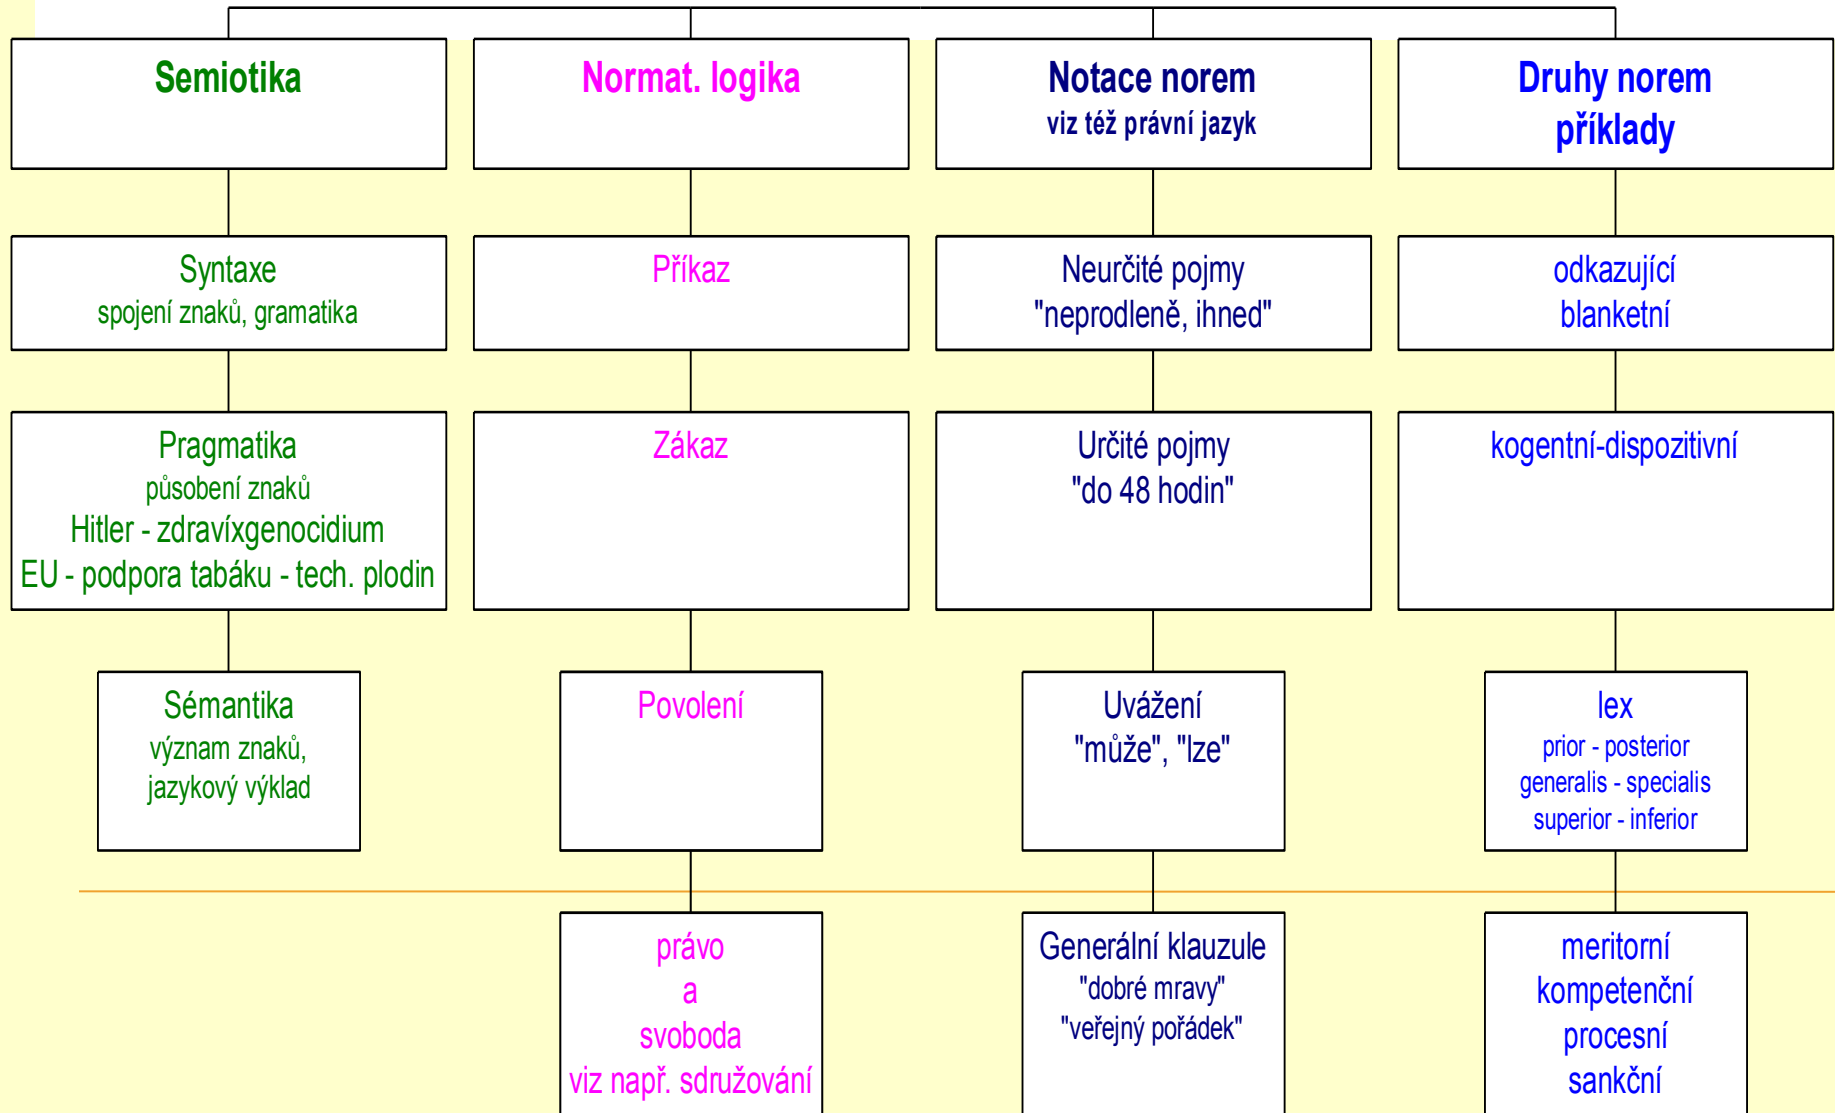 Semiotika
Syntaxe
spojení znaků, gramatika
Pragmatika
působení znaků
Hitler - zdravíxgenocidium
EU - podpora tabáku - tech. plodin
Sémantika
význam znaků,
jazykový výklad
Normat. logika
Příkaz
Zákaz
Povolení
právo
a
svoboda
viz např. sdružování
Notace norem
viz též právní jazyk
Neurčité pojmy
"neprodleně, ihned"
Určité pojmy
"do 48 hodin"
Uvážení
"může", "lze"
Generální klauzule
"dobré mravy"
"veřejný pořádek"
Druhy norem
příklady
odkazující
blanketní
kogentní-dispozitivní
lex
prior - posterior
generalis - specialis
superior - inferior
meritorní
kompetenční
procesní
sankční